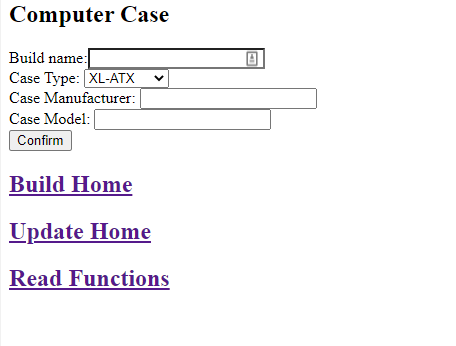 Computer Case
Build name:
Case Type: XL-ATX
Case Manufacturer:
Case Model:
Confirm
Build Home
Update Home
Read Functions